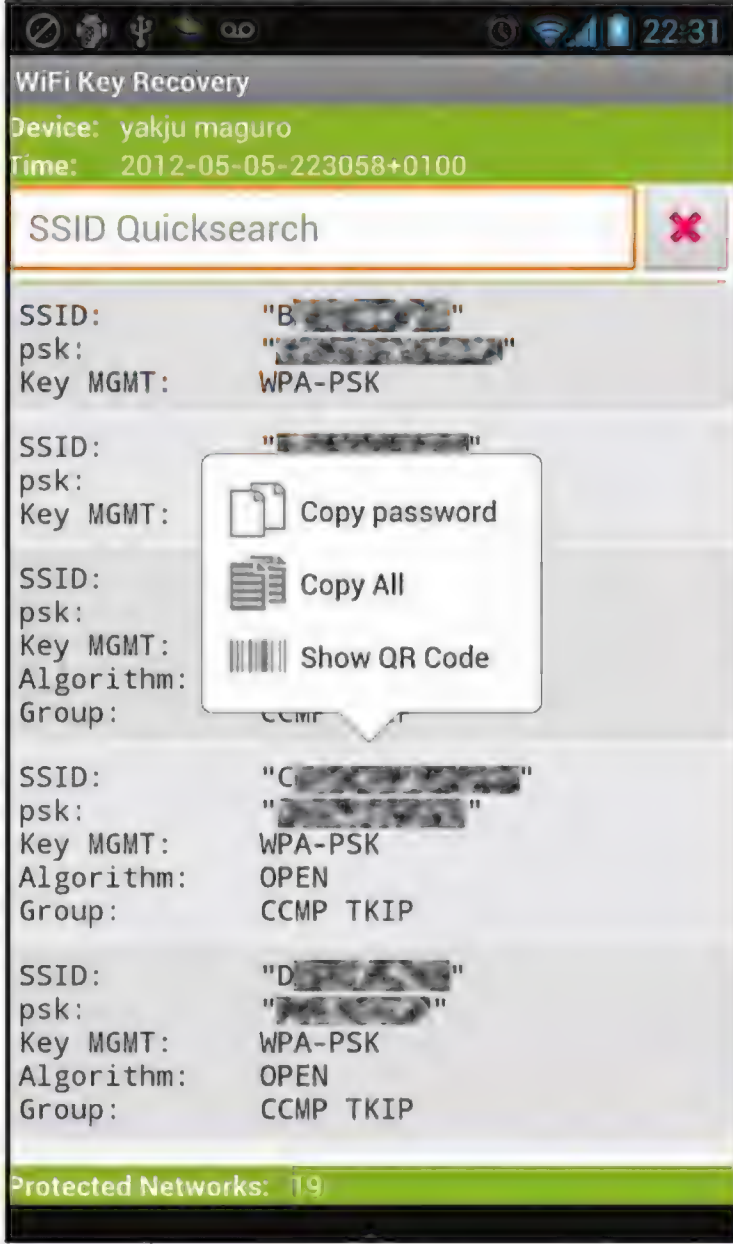 22:31
WiFi Key Recovery
Device: yakju maguro
Time: 2012-05-05-223058+0100
SSID Quicksearch
SSID: "B "
psk: " "
Key MGMT: WPA-PSK
SSID: " "
psk:
Key MGMT:
Copy password
Copy All
Show QR Code
SSID:
psk:
Key MGMT:
Algorithm:
Group: CCMP TKIP
SSID: "C "
psk: " "
Key MGMT: WPA-PSK
Algorithm: OPEN
Group: CCMP TKIP
SSID: "D "
psk: " "
Key MGMT: WPA-PSK
Algorithm: OPEN
Group: CCMP TKIP
Protected Networks: 19